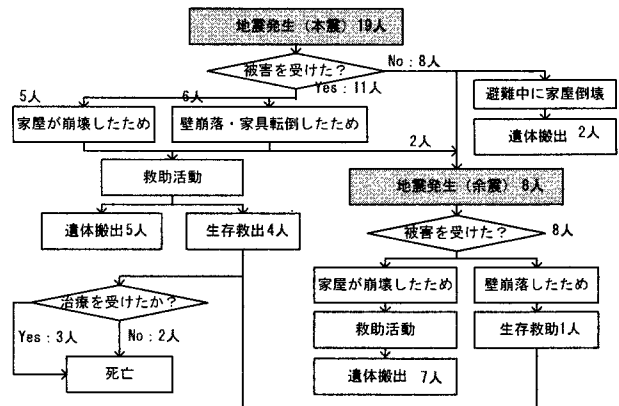 地震発生（本震）19人
被害を受けた？
No：8人
Yes：11人
5人
6人
避難中に家屋倒壊
家屋が崩壊したため
壁崩落・家具転倒したため
2人
遺体搬出 2人
救助活動
地震発生（余震）8人
遺体搬出5人
生存救出4人
被害を受けた？
8人
家屋が崩壊したため
壁崩落したため
治療を受けたか？
救助活動
生存救助1人
Yes：3人
No：2人
死亡
遺体搬出 7人